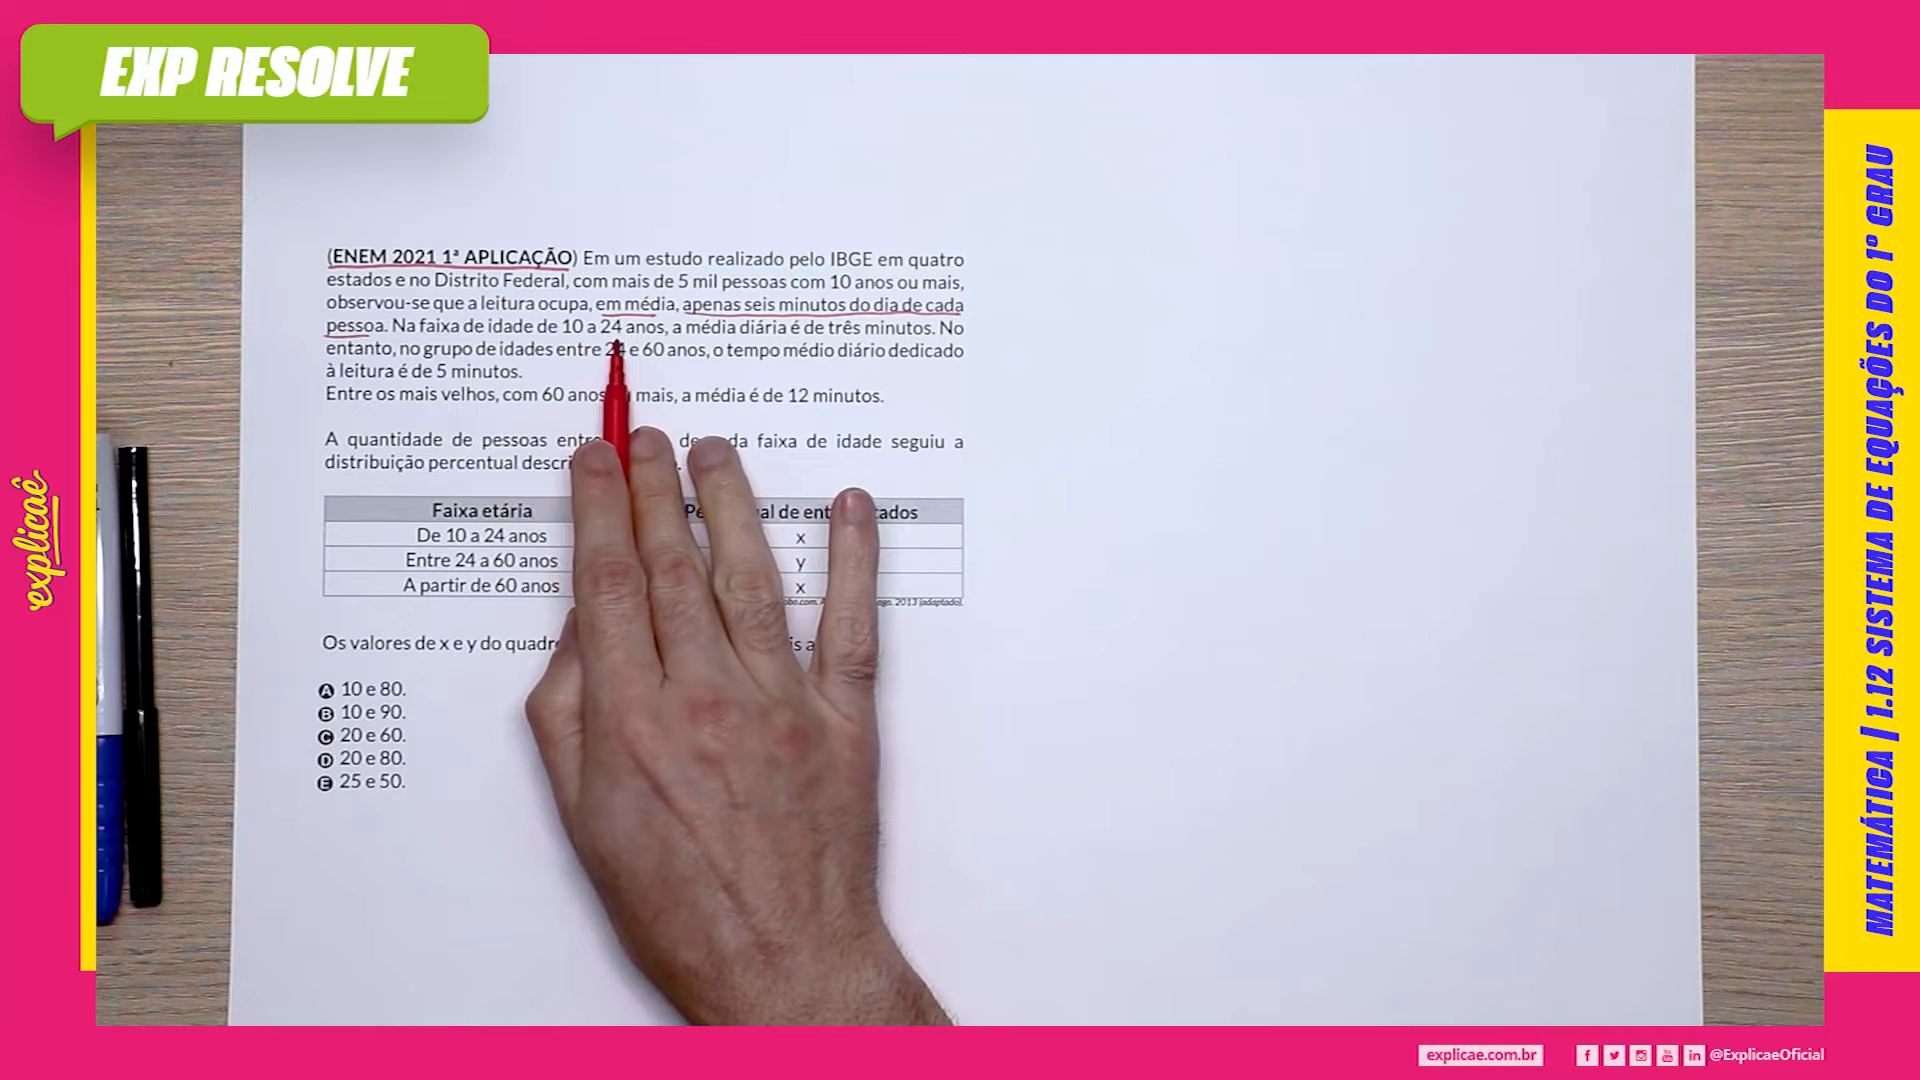 EXP RESOLVE
(ENEM 2021 1ª APLICAÇÃO) Em um estudo realizado pelo IBGE em quatro
estados e no Distrito Federal, com mais de 5 mil pessoas com 10 anos ou mais,
observou-se que a leitura ocupa, em média, apenas seis minutos do dia de cada
pessoa. Na faixa de idade de 10 a 24 anos, a média diária é de três minutos. No
entanto, no grupo de idades entre 24 e 60 anos, o tempo médio diário dedicado
à leitura é de 5 minutos.
Entre os mais velhos, com 60 anos mais, a média é de 12 minutos.
A quantidade de pessoas de faixa de idade seguiu a
distribuição percentual
Faixa etária de
De 10 a 24 anos x
Entre 24 a 60 anos y
A partir de 60 anos x
2013 (adaptado).
Os valores de x e y do
A 10 e 80.
B 10 e 90.
C 20 e 60.
D 20 e 80.
E 25 e 50.
explicaê
MATEMÁTICA | 1.12 SISTEMA DE EQUAÇÕES DO 1º GRAU
explicae.com.br
@ExplicaeOficial